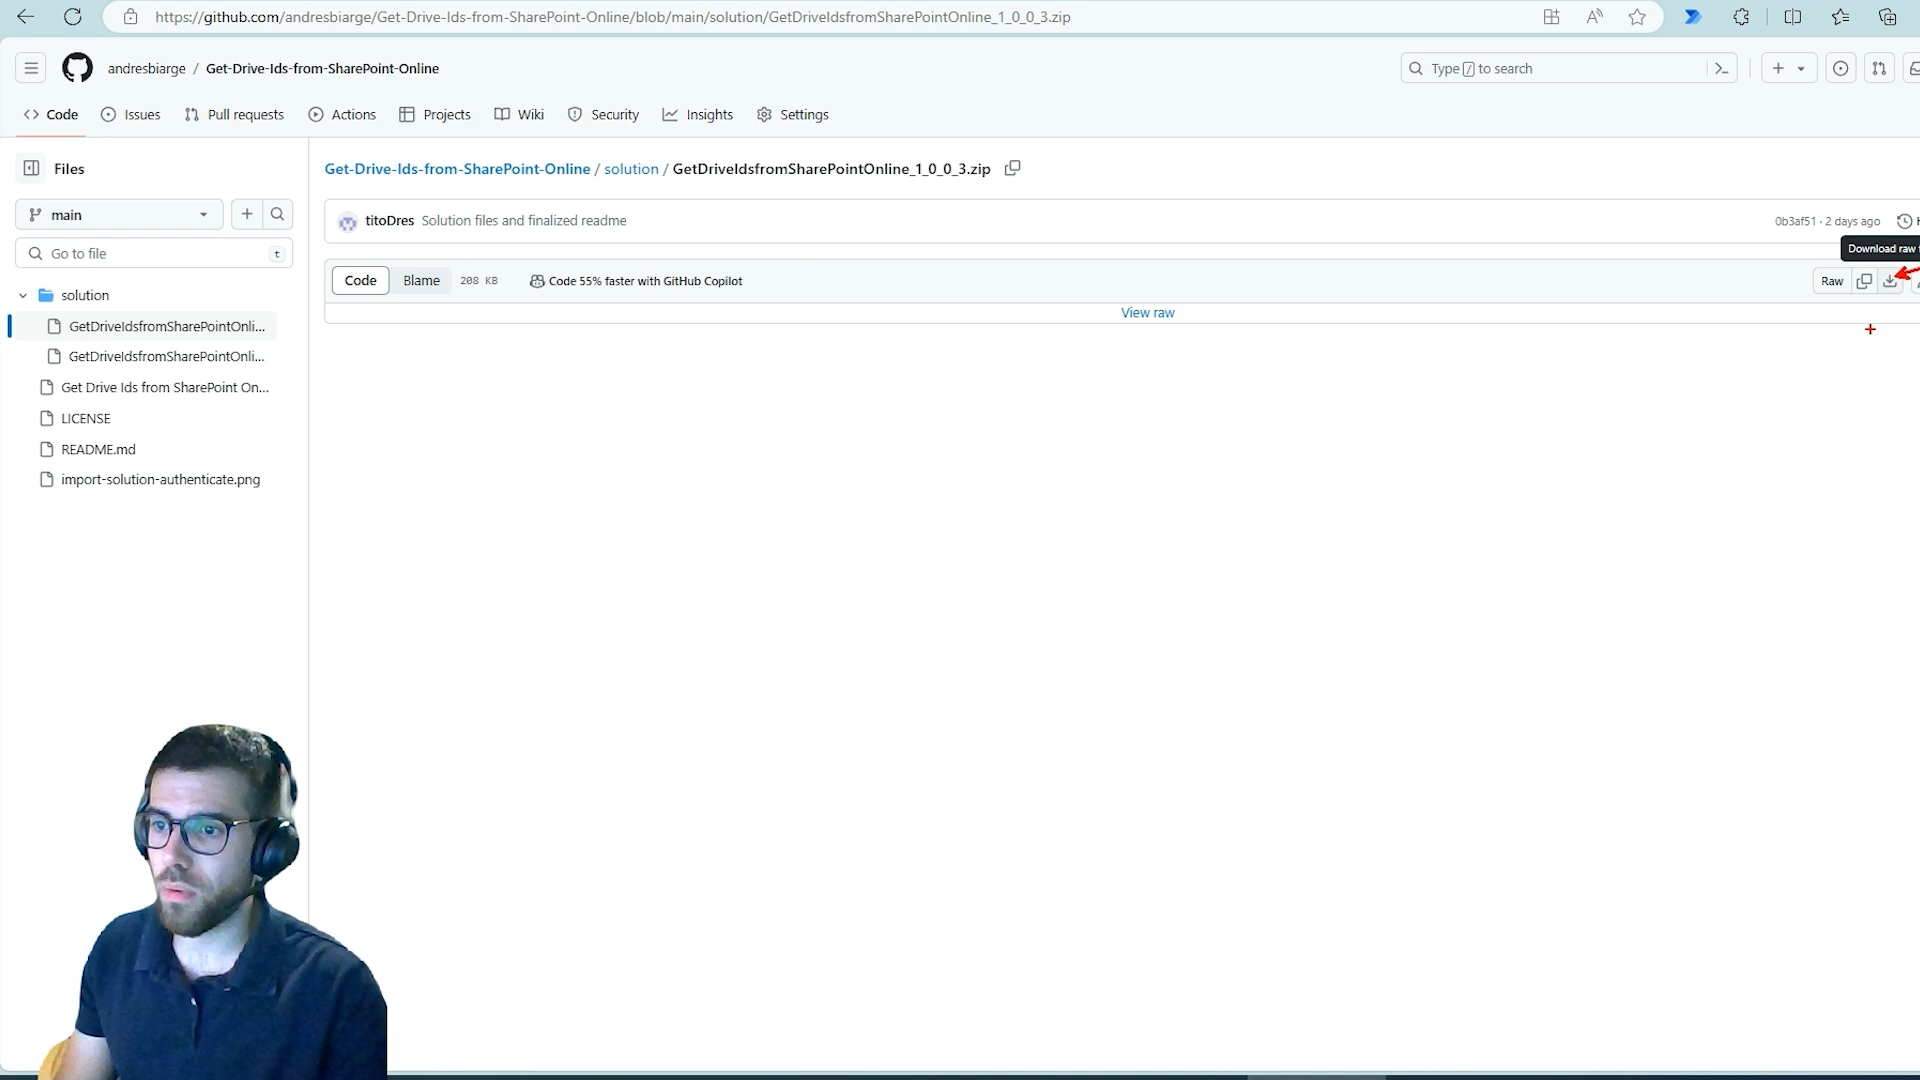 https://github.com/andresbiarge/Get-Drive-Ids-from-SharePoint-Online/blob/main/solution/GetDriveIdsfromSharePointOnline_1_0_0_3.zip
andresbiarge / Get-Drive-Ids-from-SharePoint-Online
Type / to search
Code Issues Pull requests Actions Projects Wiki Security Insights Settings
Files
Get-Drive-Ids-from-SharePoint-Online / solution / GetDriveIdsfromSharePointOnline_1_0_0_3.zip
main
titoDres Solution files and finalized readme
0b3af51 · 2 days ago
Go to file t
Download raw
Code Blame 208 KB Code 55% faster with GitHub Copilot
Raw
solution
View raw
GetDriveIdsfromSharePointOnli...
GetDriveIdsfromSharePointOnli...
Get Drive Ids from SharePoint On...
LICENSE
README.md
import-solution-authenticate.png